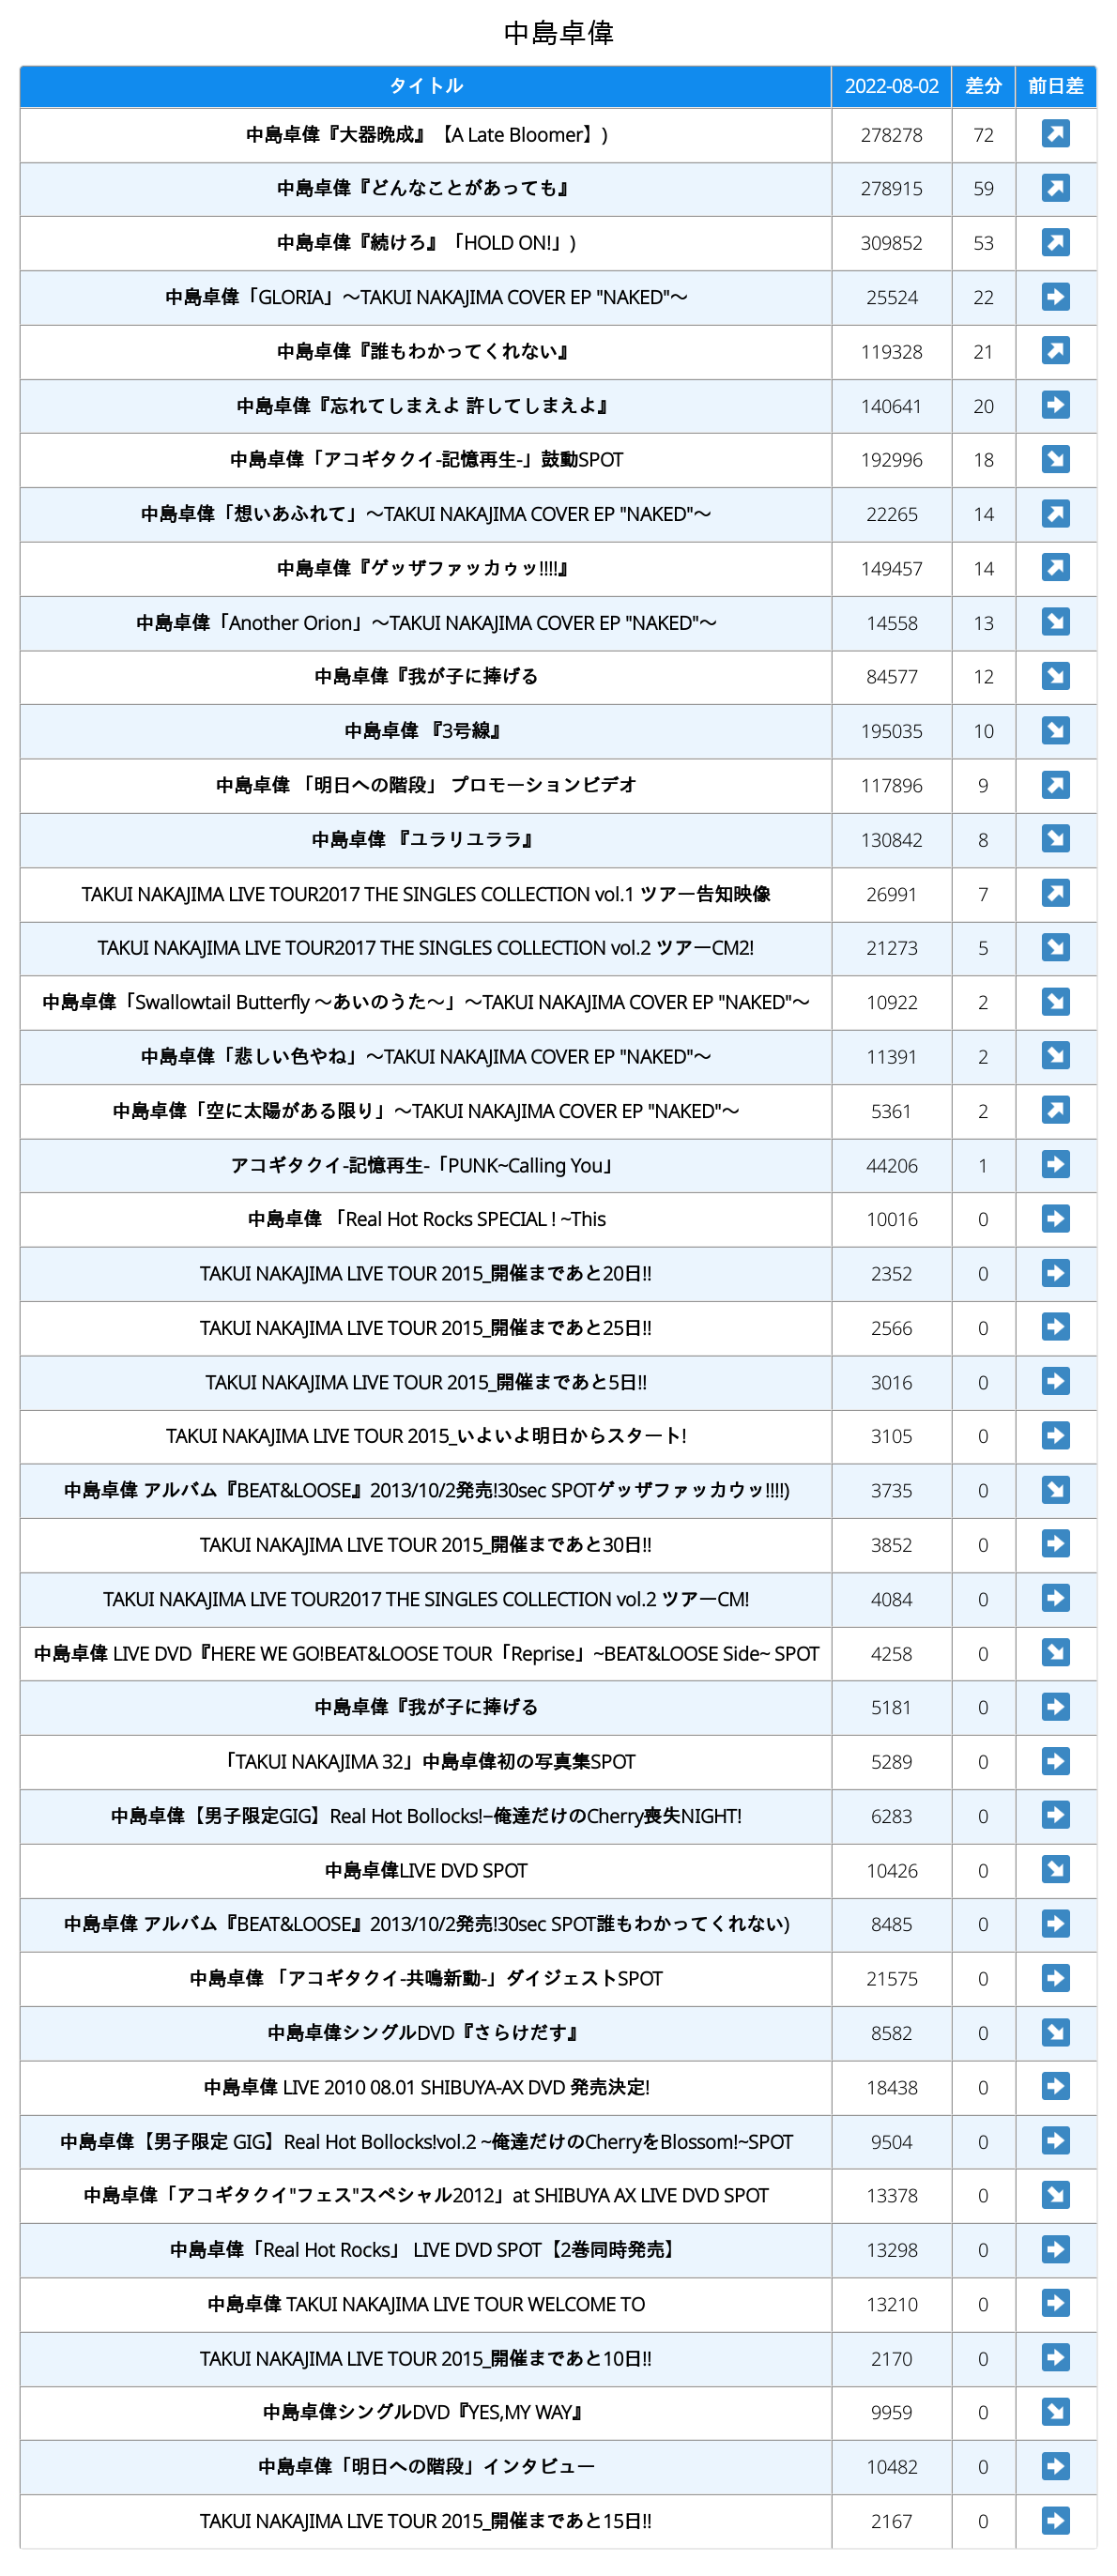 中島卓偉
タイトル 2022-08-02 差分 前日差
中島卓偉『大器晩成』【A Late Bloomer】) 278278 72 ↗
中島卓偉『どんなことがあっても』 278915 59 ↗
中島卓偉『続けろ』「HOLD ON!」) 309852 53 ↗
中島卓偉「GLORIA」～TAKUI NAKAJIMA COVER EP "NAKED"～ 25524 22 ➡
中島卓偉『誰もわかってくれない』 119328 21 ↗
中島卓偉『忘れてしまえよ 許してしまえよ』 140641 20 ➡
中島卓偉「アコギタクイ-記憶再生-」鼓動SPOT 192996 18 ↘
中島卓偉「想いあふれて」～TAKUI NAKAJIMA COVER EP "NAKED"～ 22265 14 ↗
中島卓偉『ゲッザファッカゥッ!!!!』 149457 14 ↗
中島卓偉「Another Orion」～TAKUI NAKAJIMA COVER EP "NAKED"～ 14558 13 ↘
中島卓偉『我が子に捧げる 84577 12 ↘
中島卓偉 『3号線』 195035 10 ↘
中島卓偉 「明日への階段」 プロモーションビデオ 117896 9 ↗
中島卓偉 『ユラリユララ』 130842 8 ↘
TAKUI NAKAJIMA LIVE TOUR2017 THE SINGLES COLLECTION vol.1 ツアー告知映像 26991 7 ↗
TAKUI NAKAJIMA LIVE TOUR2017 THE SINGLES COLLECTION vol.2 ツアーCM2! 21273 5 ↘
中島卓偉「Swallowtail Butterfly ～あいのうた～」～TAKUI NAKAJIMA COVER EP "NAKED"～ 10922 2 ↘
中島卓偉「悲しい色やね」～TAKUI NAKAJIMA COVER EP "NAKED"～ 11391 2 ↘
中島卓偉「空に太陽がある限り」～TAKUI NAKAJIMA COVER EP "NAKED"～ 5361 2 ↗
アコギタクイ-記憶再生-「PUNK~Calling You」 44206 1 ➡
中島卓偉 「Real Hot Rocks SPECIAL ! ~This 10016 0 ➡
TAKUI NAKAJIMA LIVE TOUR 2015_開催まであと20日!! 2352 0 ➡
TAKUI NAKAJIMA LIVE TOUR 2015_開催まであと25日!! 2566 0 ➡
TAKUI NAKAJIMA LIVE TOUR 2015_開催まであと5日!! 3016 0 ➡
TAKUI NAKAJIMA LIVE TOUR 2015_いよいよ明日からスタート! 3105 0 ➡
中島卓偉 アルバム『BEAT&LOOSE』2013/10/2発売!30sec SPOTゲッザファッカウッ!!!!) 3735 0 ↘
TAKUI NAKAJIMA LIVE TOUR 2015_開催まであと30日!! 3852 0 ➡
TAKUI NAKAJIMA LIVE TOUR2017 THE SINGLES COLLECTION vol.2 ツアーCM! 4084 0 ➡
中島卓偉 LIVE DVD『HERE WE GO!BEAT&LOOSE TOUR「Reprise」~BEAT&LOOSE Side~ SPOT 4258 0 ↘
中島卓偉『我が子に捧げる 5181 0 ➡
「TAKUI NAKAJIMA 32」中島卓偉初の写真集SPOT 5289 0 ➡
中島卓偉【男子限定GIG】Real Hot Bollocks!–俺達だけのCherry喪失NIGHT! 6283 0 ➡
中島卓偉LIVE DVD SPOT 10426 0 ↘
中島卓偉 アルバム『BEAT&LOOSE』2013/10/2発売!30sec SPOT誰もわかってくれない) 8485 0 ➡
中島卓偉 「アコギタクイ-共鳴新動-」ダイジェストSPOT 21575 0 ➡
中島卓偉シングルDVD『さらけだす』 8582 0 ↘
中島卓偉 LIVE 2010 08.01 SHIBUYA-AX DVD 発売決定! 18438 0 ➡
中島卓偉【男子限定 GIG】Real Hot Bollocks!vol.2 ~俺達だけのCherryをBlossom!~SPOT 9504 0 ➡
中島卓偉「アコギタクイ"フェス"スペシャル2012」at SHIBUYA AX LIVE DVD SPOT 13378 0 ↘
中島卓偉「Real Hot Rocks」 LIVE DVD SPOT【2巻同時発売】 13298 0 ➡
中島卓偉 TAKUI NAKAJIMA LIVE TOUR WELCOME TO 13210 0 ➡
TAKUI NAKAJIMA LIVE TOUR 2015_開催まであと10日!! 2170 0 ➡
中島卓偉シングルDVD『YES,MY WAY』 9959 0 ↘
中島卓偉「明日への階段」インタビュー 10482 0 ➡
TAKUI NAKAJIMA LIVE TOUR 2015_開催まであと15日!! 2167 0 ➡